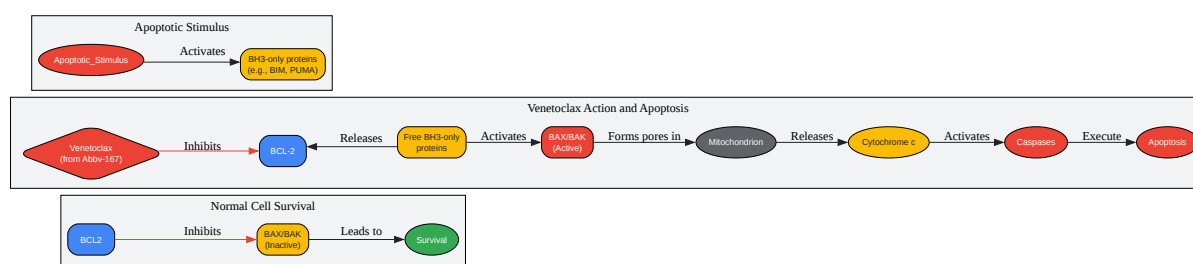 Apoptotic Stimulus
Apoptotic_Stimulus
Activates
BH3-only proteins
(e.g., BIM, PUMA)
Venetoclax Action and Apoptosis
Venetoclax
(from Abbv-167)
Inhibits
BCL-2
Releases
Free BH3-only
proteins
Activates
BAX/BAK
(Active)
Forms pores in
Mitochondrion
Releases
Cytochrome c
Activates
Caspases
Execute
Apoptosis
Normal Cell Survival
BCL2
Inhibits
BAX/BAK
(Inactive)
Leads to
Survival